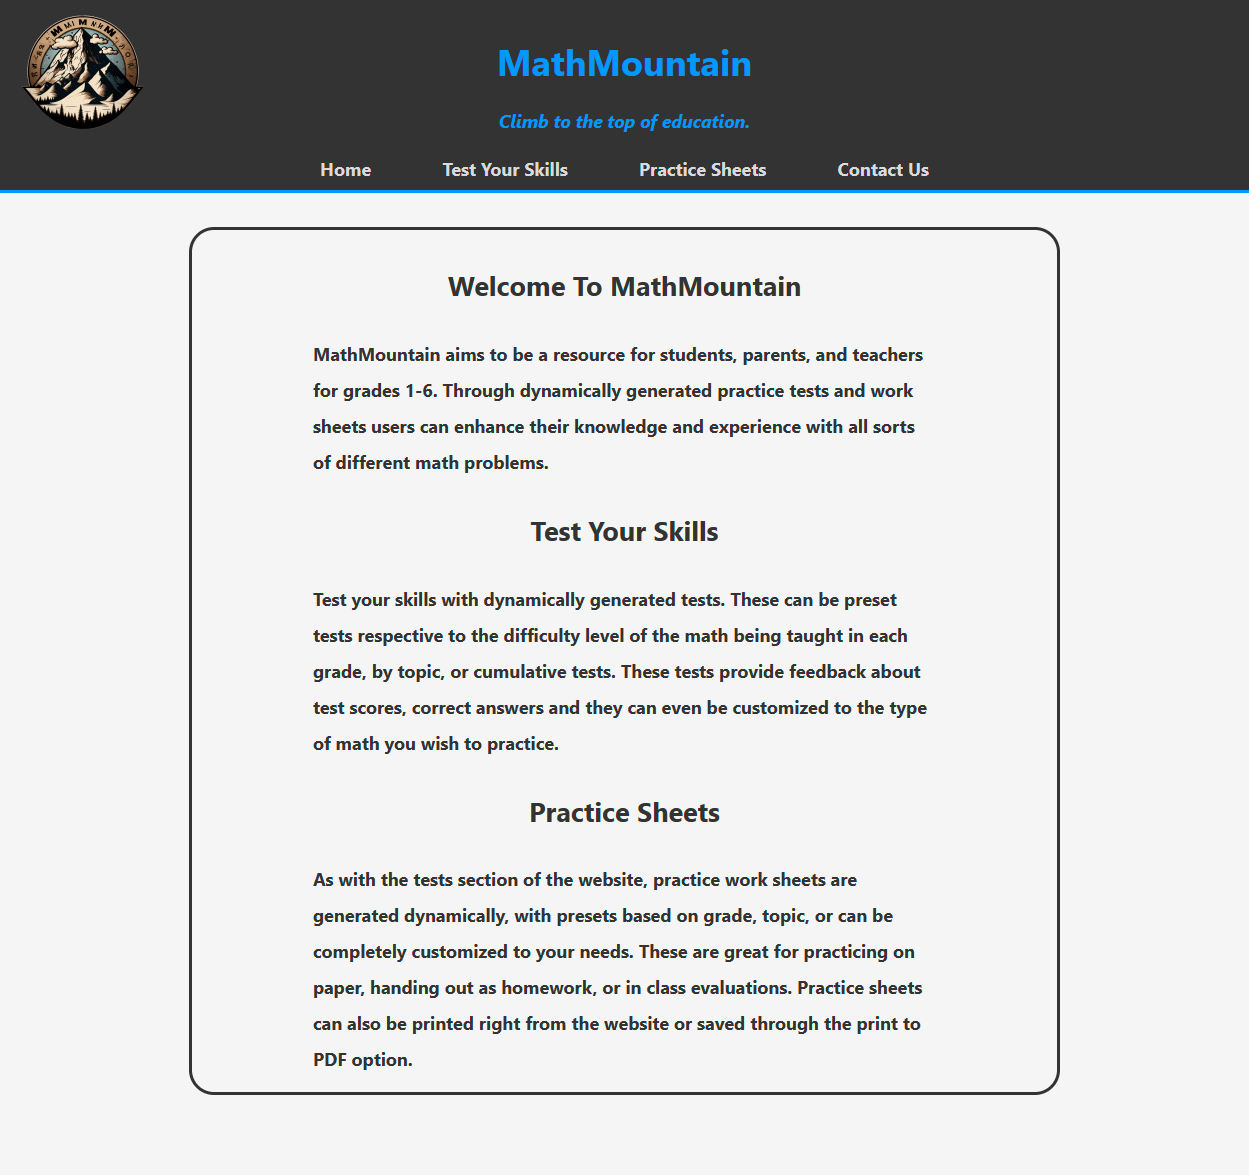 MathMountain
Climb to the top of education.
Home Test Your Skills Practice Sheets Contact Us
Welcome To MathMountain
MathMountain aims to be a resource for students, parents, and teachers
for grades 1-6. Through dynamically generated practice tests and work
sheets users can enhance their knowledge and experience with all sorts
of different math problems.
Test Your Skills
Test your skills with dynamically generated tests. These can be preset
tests respective to the difficulty level of the math being taught in each
grade, by topic, or cumulative tests. These tests provide feedback about
test scores, correct answers and they can even be customized to the type
of math you wish to practice.
Practice Sheets
As with the tests section of the website, practice work sheets are
generated dynamically, with presets based on grade, topic, or can be
completely customized to your needs. These are great for practicing on
paper, handing out as homework, or in class evaluations. Practice sheets
can also be printed right from the website or saved through the print to
PDF option.